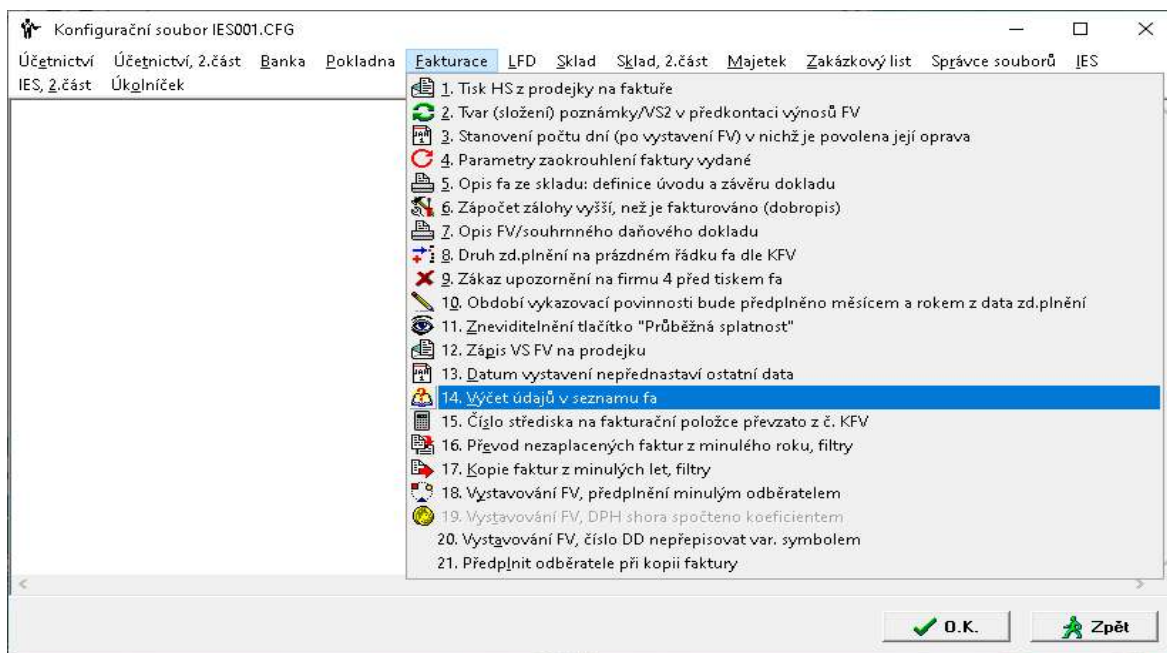 Konfigurační soubor IES001.CFG
Účetnictví Účetnictví, 2.část Banka Pokladna Fakturace LFD Sklad Sklad, 2.část Majetek Zakázkový list Správce souborů IES
IES, 2.část Úkolníček
1. Tisk HS z prodejky na faktuře
2. Tvar (složení) poznámky/VS2 v předkontaci výnosů FV
3. Stanovení počtu dní (po vystavení FV) v nichž je povolena její oprava
4. Parametry zaokrouhlení faktury vydané
5. Opis fa ze skladu: definice úvodu a závěru dokladu
6. Zápočet zálohy vyšší, než je fakturováno (dobropis)
7. Opis FV/souhrnného daňového dokladu
8. Druh zd.plnění na prázdném řádku fa dle KFV
9. Zákaz upozornění na firmu 4 před tiskem fa
10. Období vykazovací povinnosti bude předplněno měsícem a rokem z data zd.plnění
11. Zneviditelnění tlačítko "Průběžná splatnost"
12. Zápis VS FV na prodejku
13. Datum vystavení nepřednastaví ostatní data
14. Výčet údajů v seznamu fa
15. Číslo střediska na fakturační položce převzato z č. KFV
16. Převod nezaplacených faktur z minulého roku, filtry
17. Kopie faktur z minulých let, filtry
18. Vystavování FV, předplnění minulým odběratelem
19. Vystavování FV, DPH shora spočteno koeficientem
20. Vystavování FV, číslo DD nepřepisovat var. symbolem
21. Předplnit odběratele při kopii faktury
O.K. Zpět